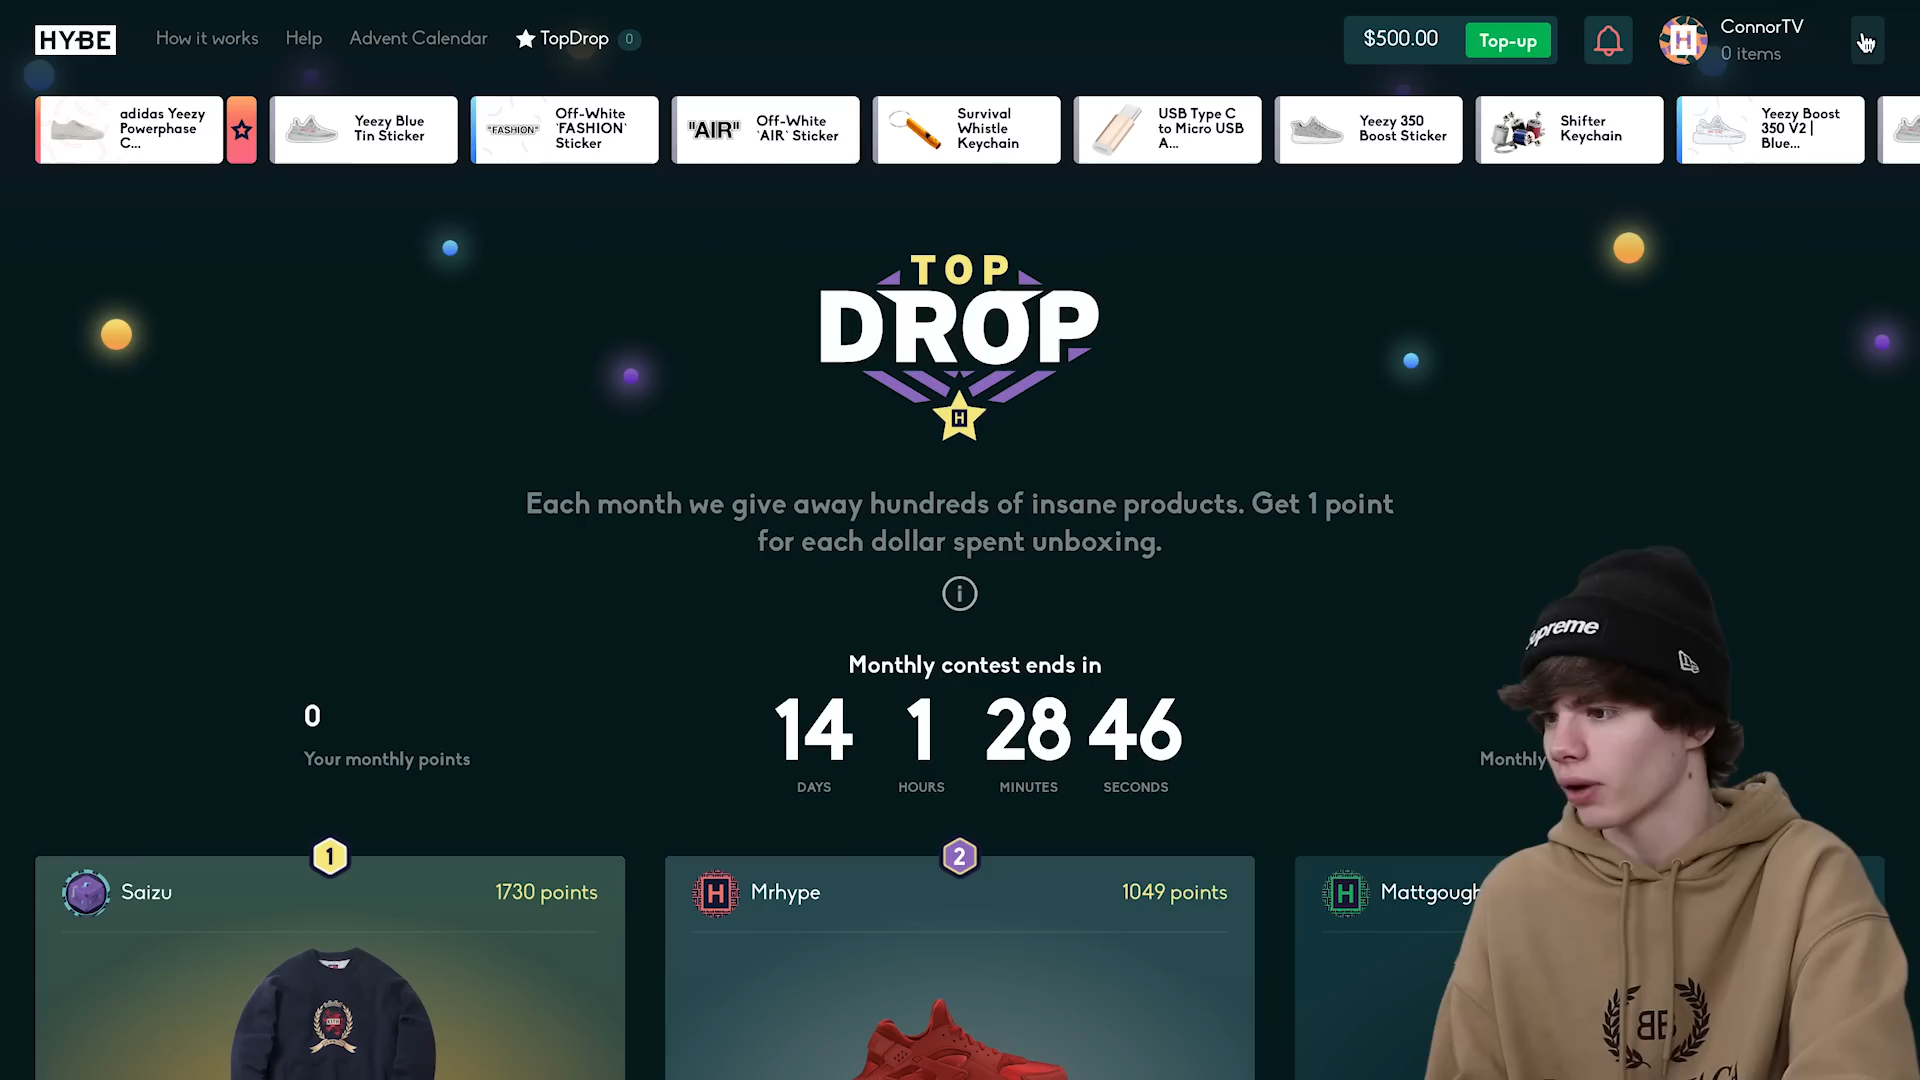 HYBE
How it works
Help
Advent Calendar
TopDrop
0
$500.00
Top-up
H
ConnorTV
0 items
adidas Yeezy
Powerphase
C...
Yeezy Blue
Tin Sticker
"FASHION"
Off-White
`FASHION`
Sticker
"AIR"
Off-White
`AIR` Sticker
Survival
Whistle
Keychain
USB Type C
to Micro USB
A...
Yeezy 350
Boost Sticker
Shifter
Keychain
Yeezy Boost
350 V2 |
Blue...
TOP
DROP
H
Each month we give away hundreds of insane products. Get 1 point
for each dollar spent unboxing.
i
Monthly contest ends in
14 1 28 46
DAYS HOURS MINUTES SECONDS
0
Your monthly points
Monthly
Supreme
1
Saizu
1730 points
KITH
2
H
Mrhype
1049 points
H
Mattgough
BB